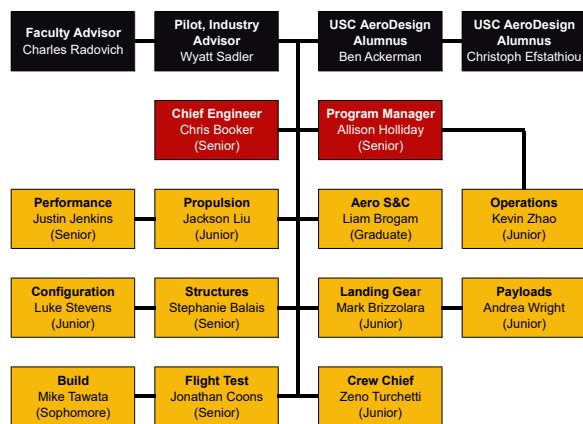 Faculty Advisor
Charles Radovich
Pilot, Industry
Advisor
Wyatt Sadler
USC AeroDesign
Alumnus
Ben Ackerman
USC AeroDesign
Alumnus
Christoph Efstathiou
Chief Engineer
Chris Booker
(Senior)
Program Manager
Allison Holliday
(Senior)
Performance
Justin Jenkins
(Senior)
Propulsion
Jackson Liu
(Junior)
Aero S&C
Liam Brogam
(Graduate)
Operations
Kevin Zhao
(Junior)
Configuration
Luke Stevens
(Junior)
Structures
Stephanie Balais
(Senior)
Landing Gear
Mark Brizzolara
(Junior)
Payloads
Andrea Wright
(Junior)
Build
Mike Tawata
(Sophomore)
Flight Test
Jonathan Coons
(Senior)
Crew Chief
Zeno Turchetti
(Junior)